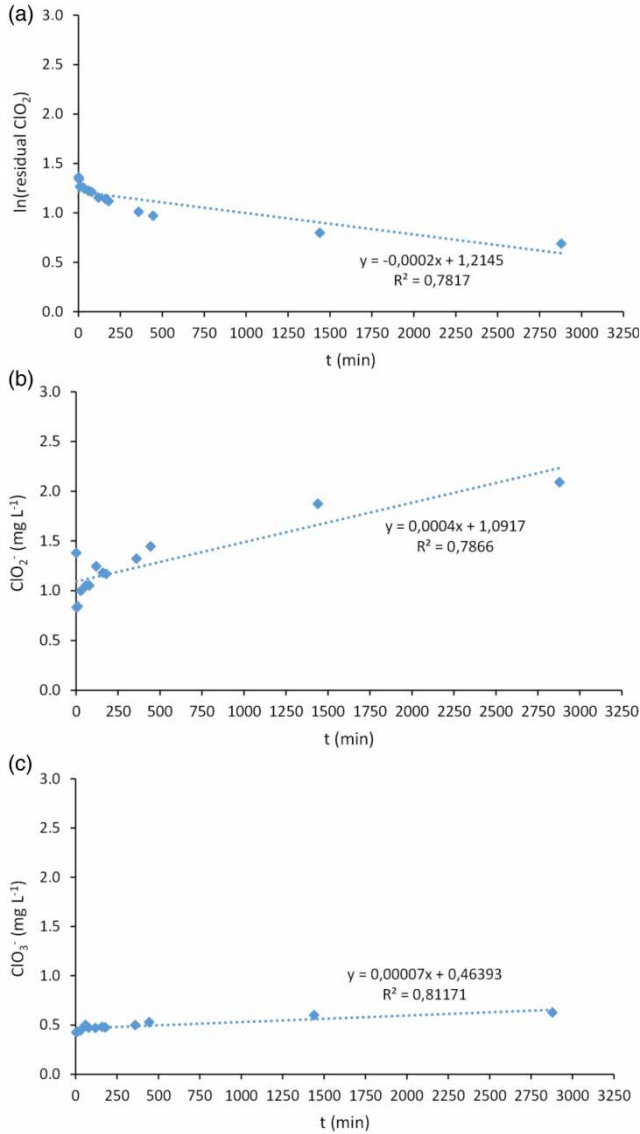 (a)
3.0
2.5
2.0
1.5
1.0
0.5
0.0
ln(residual ClO₂)
y = -0,0002x + 1,2145
R² = 0,7817
0 250 500 750 1000 1250 1500 1750 2000 2250 2500 2750 3000 3250
t (min)
(b)
3.0
2.5
2.0
1.5
1.0
0.5
0.0
ClO₂⁻ (mg L⁻¹)
y = 0,0004x + 1,0917
R² = 0,7866
0 250 500 750 1000 1250 1500 1750 2000 2250 2500 2750 3000 3250
t (min)
(c)
3.0
2.5
2.0
1.5
1.0
0.5
0.0
ClO₃⁻ (mg L⁻¹)
y = 0,00007x + 0,46393
R² = 0,81171
0 250 500 750 1000 1250 1500 1750 2000 2250 2500 2750 3000 3250
t (min)